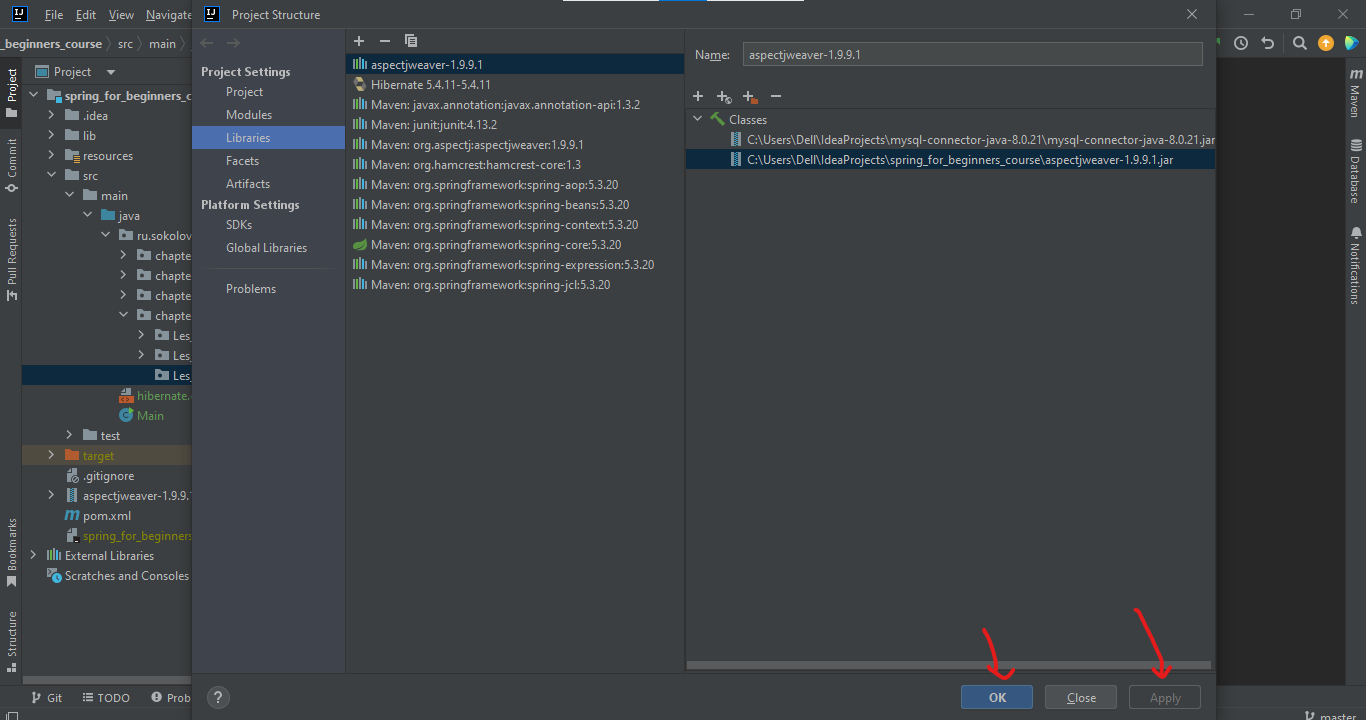 File Edit View Navigate
Project Structure
_beginners_course src main
Project
spring_for_beginners_c
.idea
lib
resources
src
main
java
ru.sokolov
chapte
chapte
chapte
chapte
Les_
Les_
Les_
hibernate.
Main
test
target
.gitignore
aspectjweaver-1.9.9.1
pom.xml
spring_for_beginners
External Libraries
Scratches and Consoles
Project
Commit
Pull Requests
Bookmarks
Structure
Project Settings
Project
Modules
Libraries
Facets
Artifacts
Platform Settings
SDKs
Global Libraries
Problems
aspectjweaver-1.9.9.1
Hibernate 5.4.11-5.4.11
Maven: javax.annotation:javax.annotation-api:1.3.2
Maven: junit:junit:4.13.2
Maven: org.aspectj:aspectjweaver:1.9.9.1
Maven: org.hamcrest:hamcrest-core:1.3
Maven: org.springframework:spring-aop:5.3.20
Maven: org.springframework:spring-beans:5.3.20
Maven: org.springframework:spring-context:5.3.20
Maven: org.springframework:spring-core:5.3.20
Maven: org.springframework:spring-expression:5.3.20
Maven: org.springframework:spring-jcl:5.3.20
Name: aspectjweaver-1.9.9.1
Classes
C:\Users\Dell\IdeaProjects\mysql-connector-java-8.0.21\mysql-connector-java-8.0.21.jar
C:\Users\Dell\IdeaProjects\spring_for_beginners_course\aspectjweaver-1.9.9.1.jar
Maven
Database
Notifications
? OK Close Apply
Git TODO Prob
master